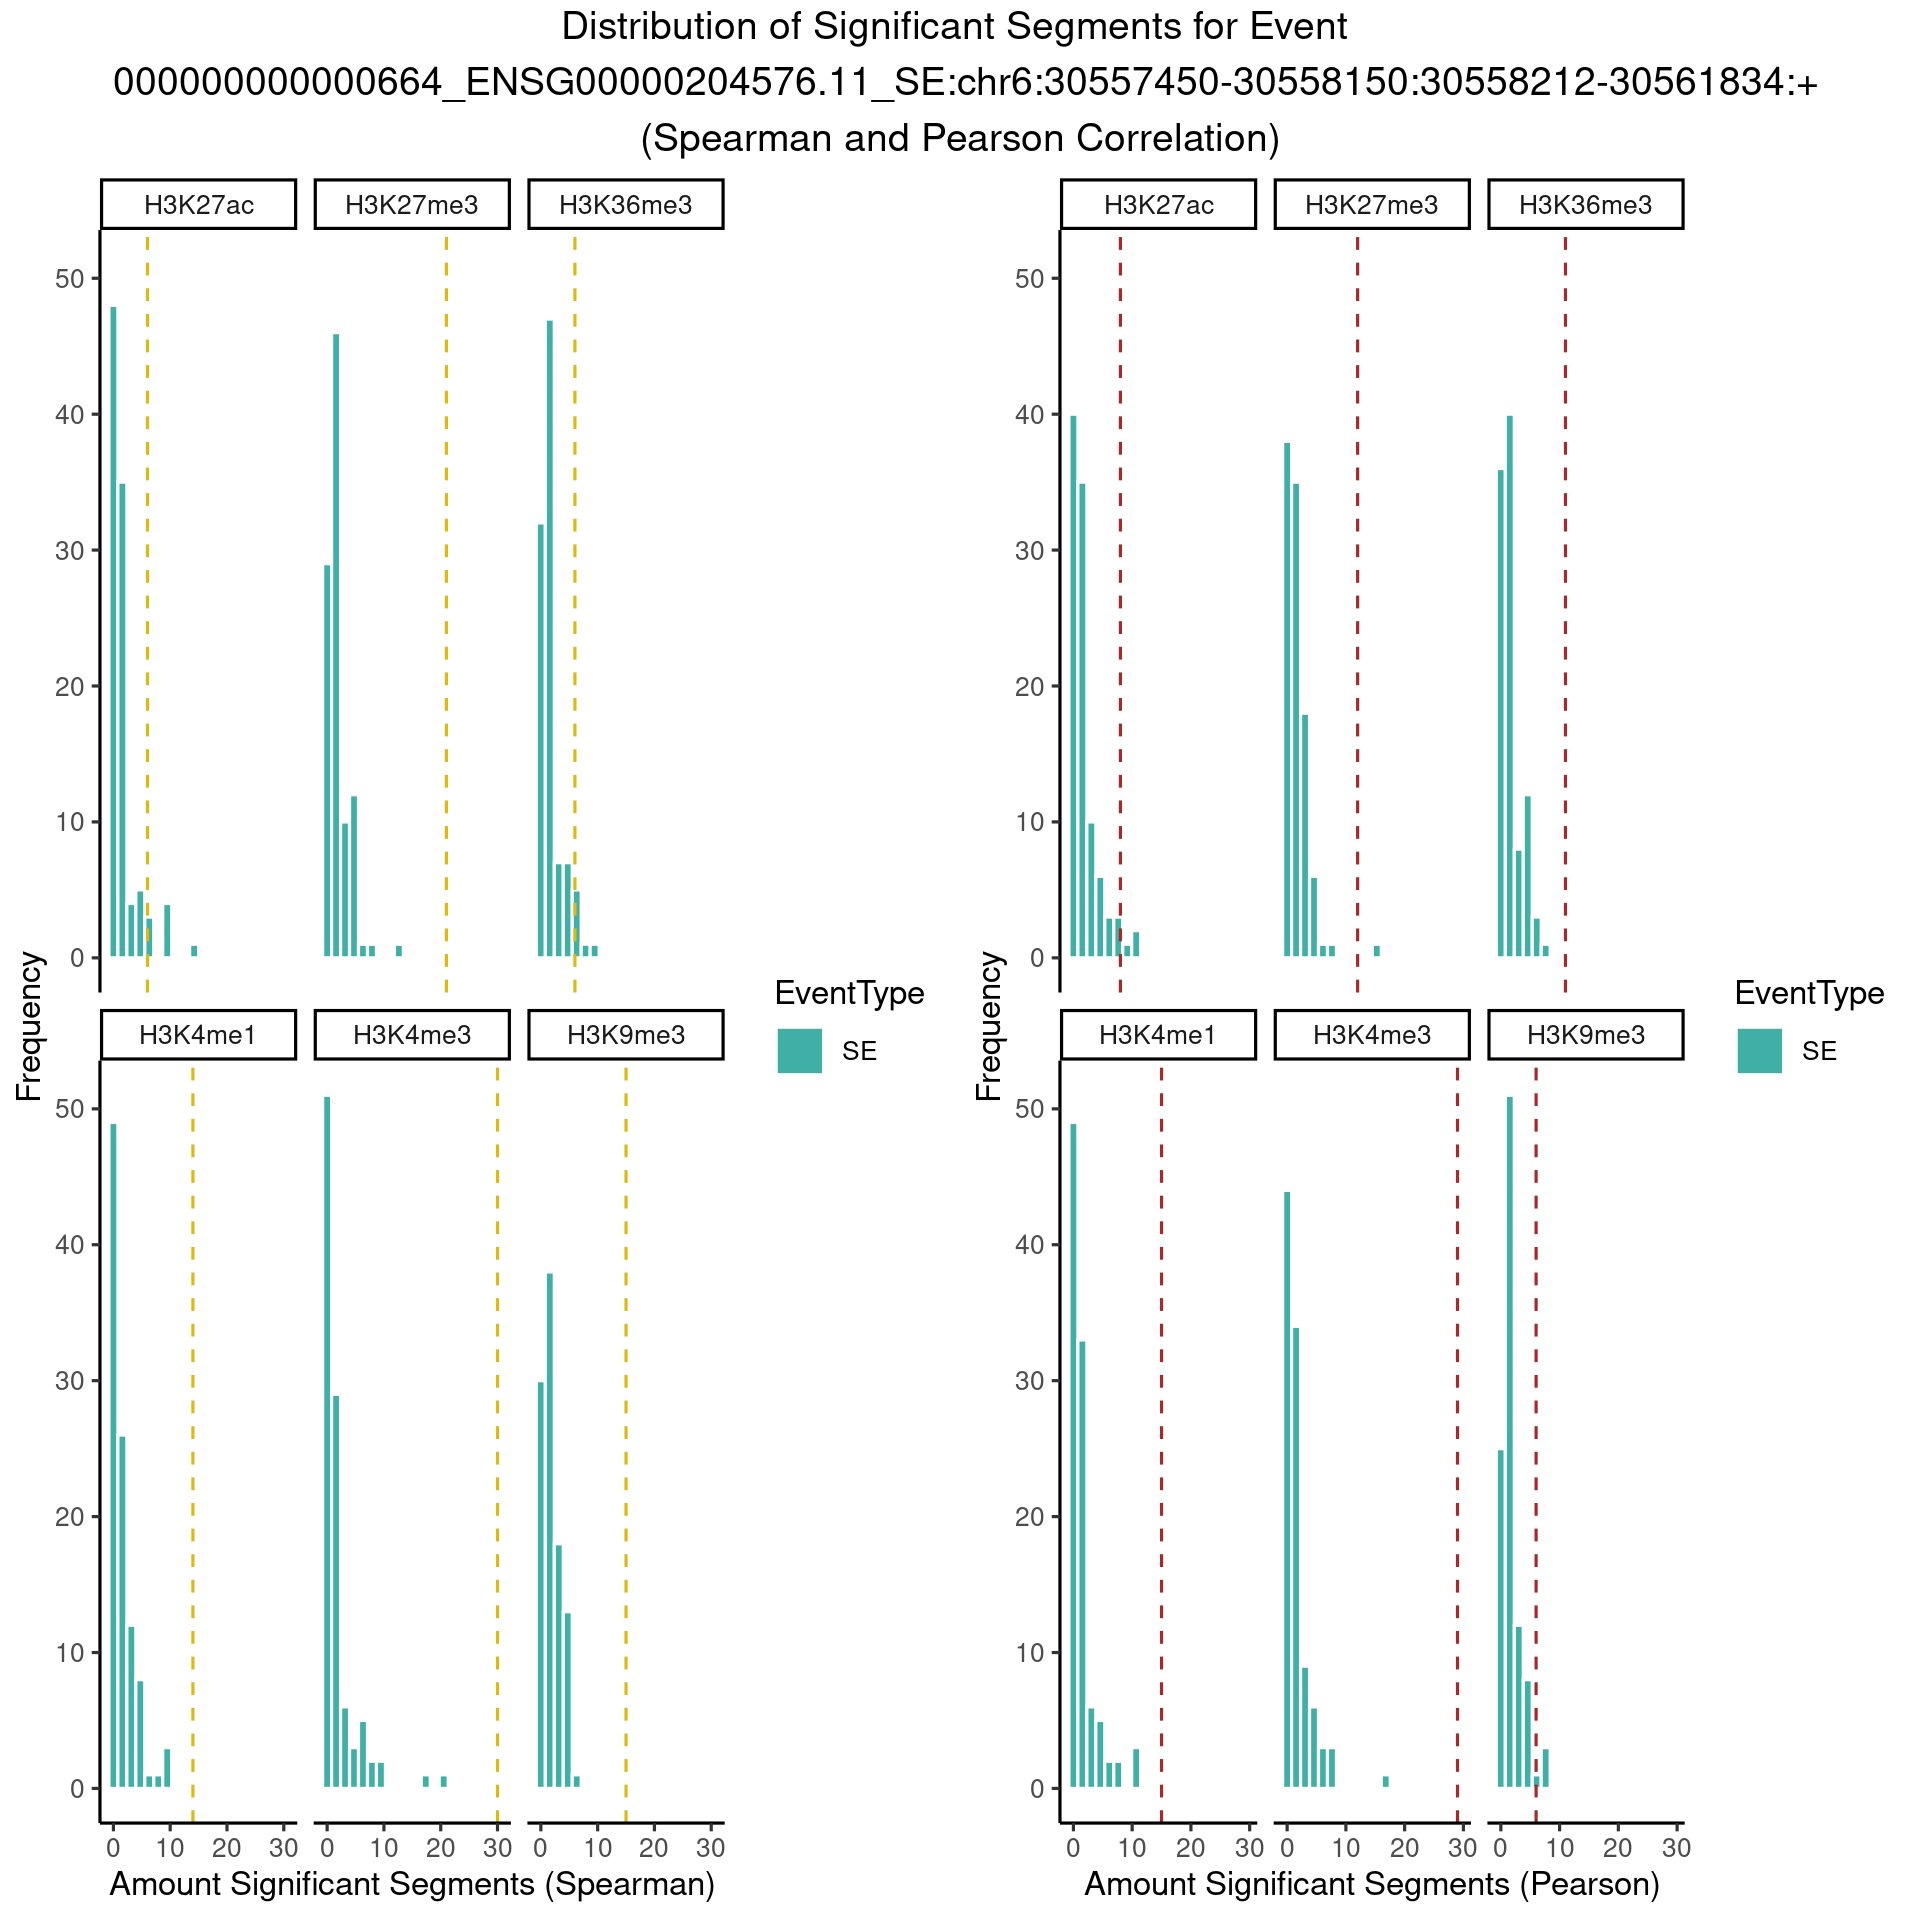 Distribution of Significant Segments for Event
000000000000664_ENSG00000204576.11_SE:chr6:30557450-30558150:30558212-30561834:+
(Spearman and Pearson Correlation)
H3K27ac H3K27me3 H3K36me3
50
40
30
20
10
0
H3K4me1 H3K4me3 H3K9me3
50
40
30
20
10
0
0 10 20 30 0 10 20 30 0 10 20 30
Frequency
Amount Significant Segments (Spearman)
EventType
SE
H3K27ac H3K27me3 H3K36me3
50
40
30
20
10
0
H3K4me1 H3K4me3 H3K9me3
50
40
30
20
10
0
0 10 20 30 0 10 20 30 0 10 20 30
Frequency
Amount Significant Segments (Pearson)
EventType
SE